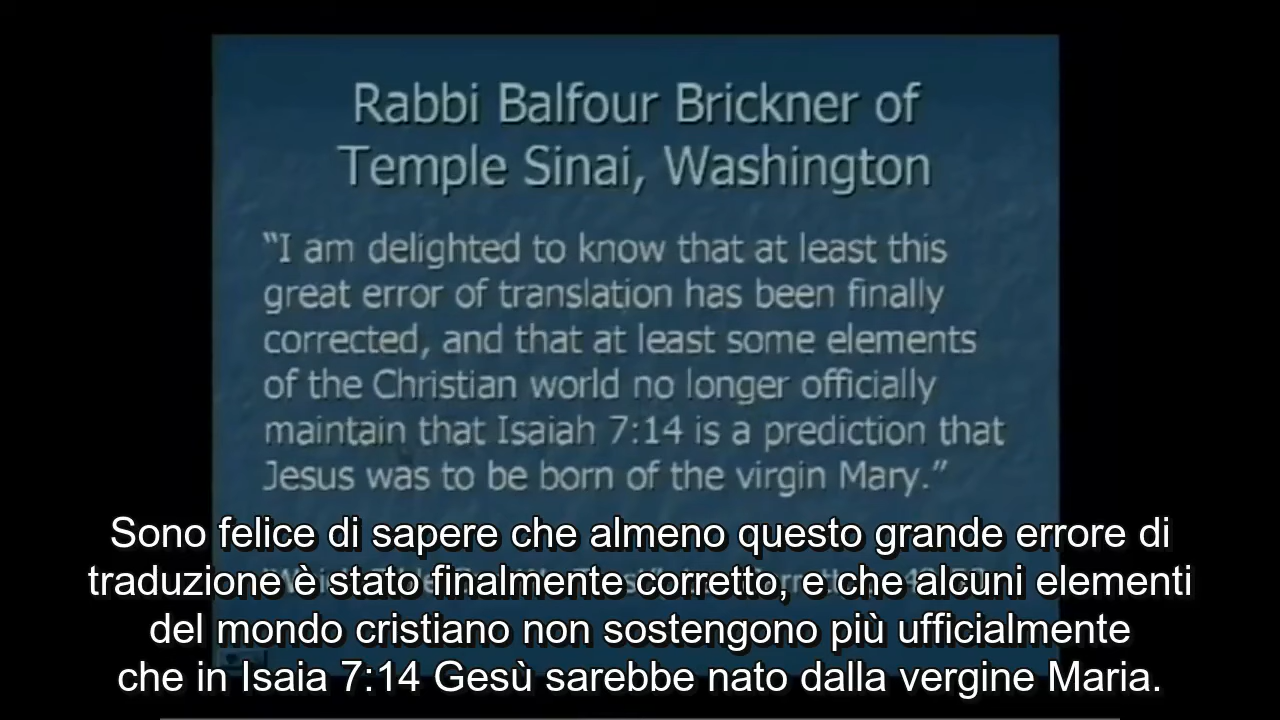 Rabbi Balfour Brickner of
Temple Sinai, Washington
“I am delighted to know that at least this
great error of translation has been finally
corrected, and that at least some elements
of the Christian world no longer officially
maintain that Isaiah 7:14 is a prediction that
Jesus was to be born of the virgin Mary.”
Sono felice di sapere che almeno questo grande errore di
traduzione è stato finalmente corretto, e che alcuni elementi
del mondo cristiano non sostengono più ufficialmente
che in Isaia 7:14 Gesù sarebbe nato dalla vergine Maria.